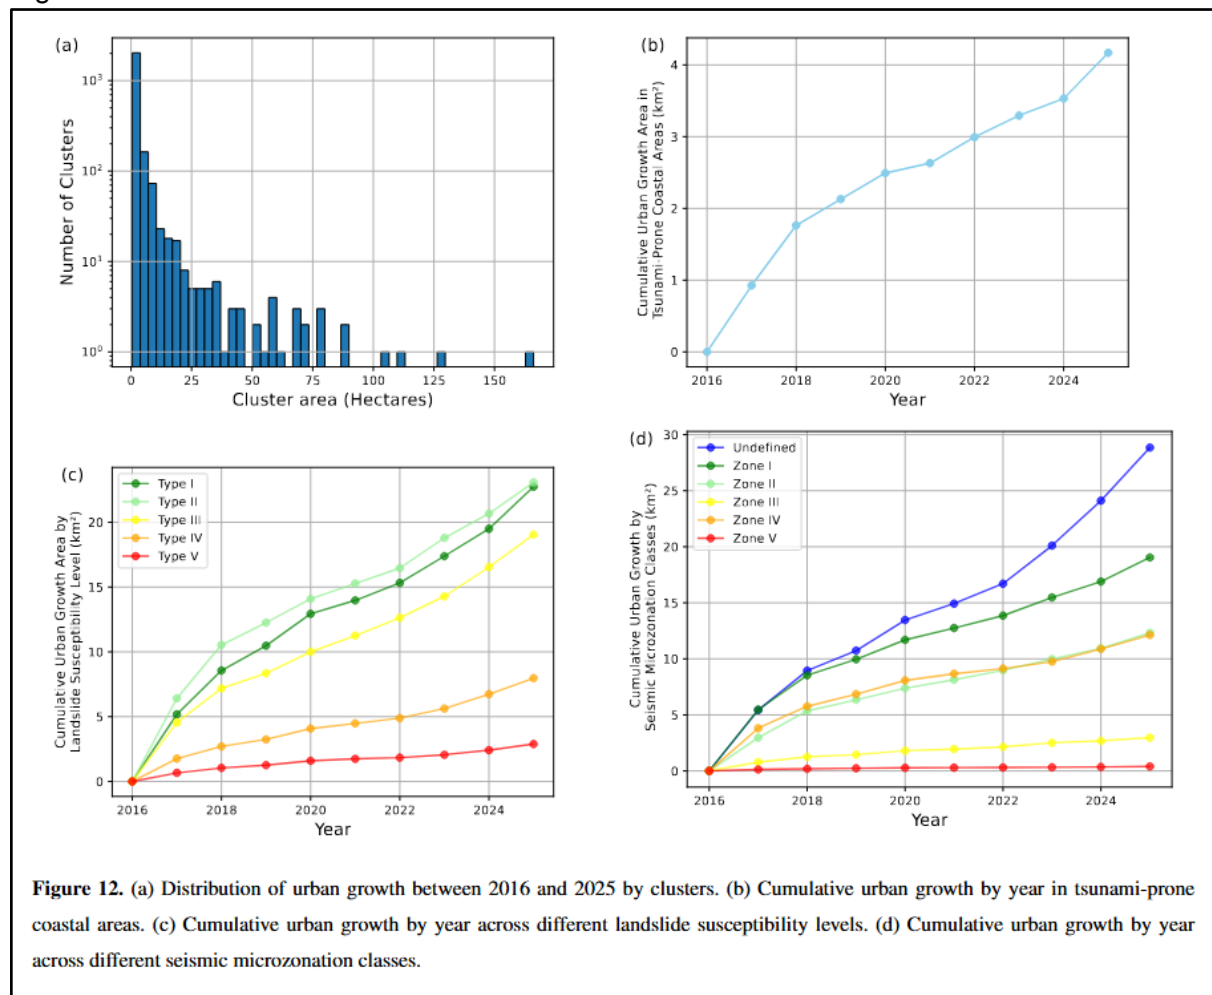 (a)
10³
10²
10¹
10⁰
Number of Clusters
0 25 50 75 100 125 150
Cluster area (Hectares)
(b)
4
3
2
1
0
Cumulative Urban Growth Area in
Tsunami-Prone Coastal Areas (km²)
2016 2018 2020 2022 2024
Year
(c)
Type I
Type II
Type III
Type IV
Type V
20
15
10
5
0
Cumulative Urban Growth Area by
Landslide Susceptibility Level (km²)
2016 2018 2020 2022 2024
Year
(d)
Undefined
Zone I
Zone II
Zone III
Zone IV
Zone V
30
25
20
15
10
5
0
Cumulative Urban Growth by
Seismic Microzonation Classes (km²)
2016 2018 2020 2022 2024
Year
Figure 12. (a) Distribution of urban growth between 2016 and 2025 by clusters. (b) Cumulative urban growth by year in tsunami-prone
coastal areas. (c) Cumulative urban growth by year across different landslide susceptibility levels. (d) Cumulative urban growth by year
across different seismic microzonation classes.